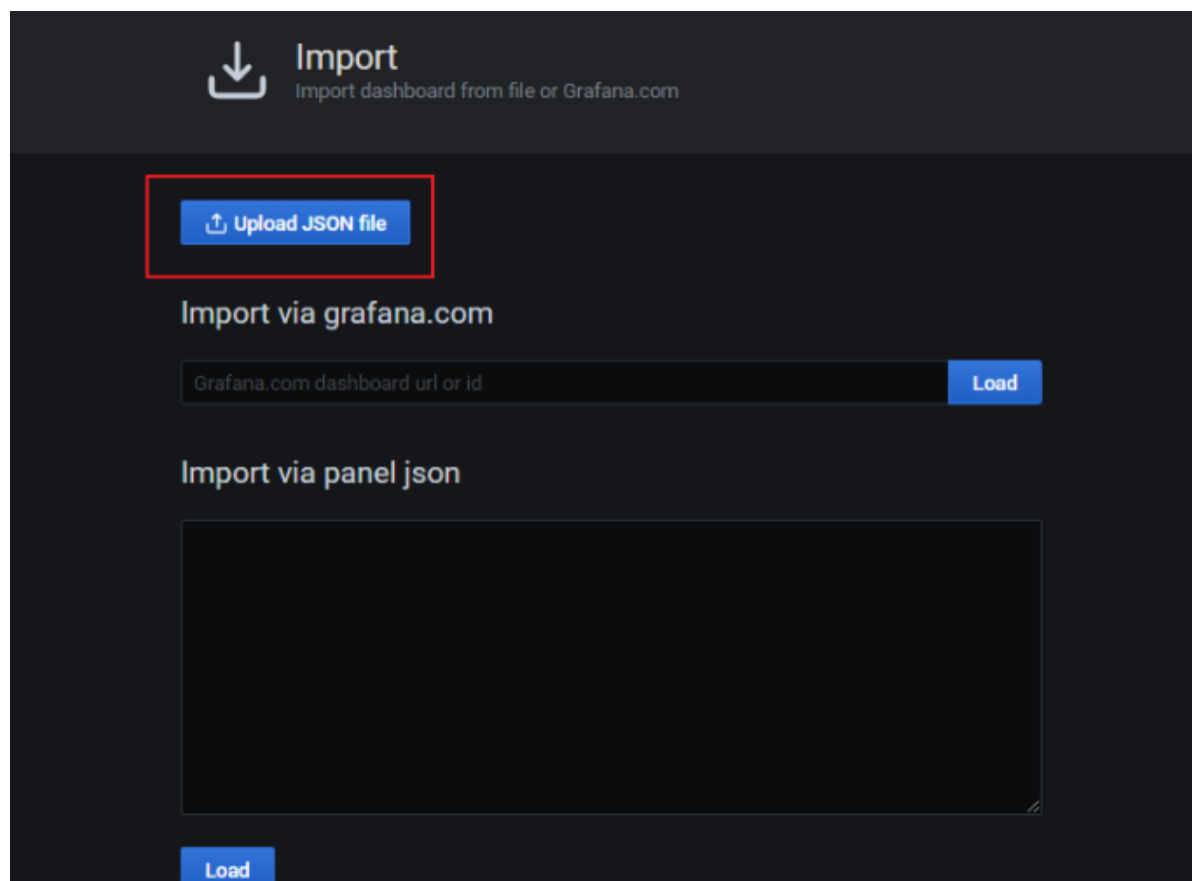 Import
Import dashboard from file or Grafana.com
Upload JSON file
Import via grafana.com
Grafana.com dashboard url or id
Load
Import via panel json
Load